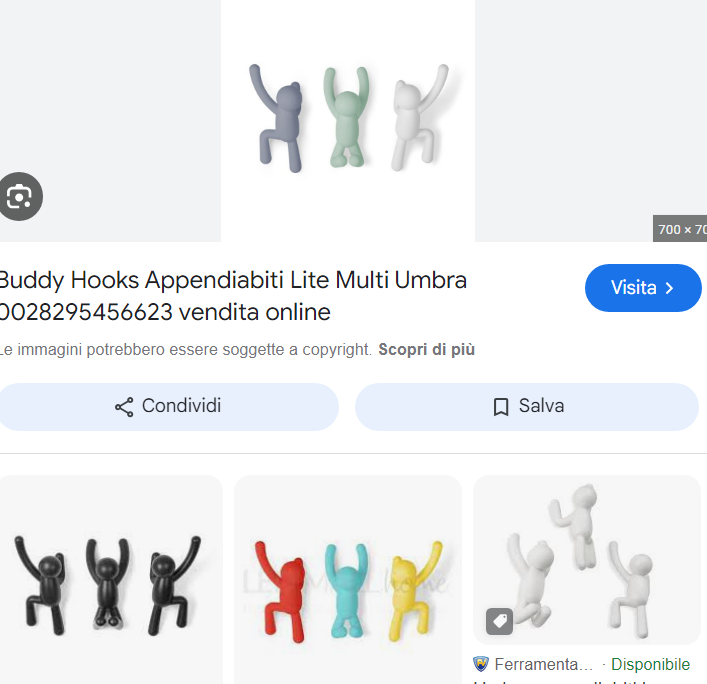 700 × 70
Buddy Hooks Appendiabiti Lite Multi Umbra
0028295456623 vendita online
Visita
Le immagini potrebbero essere soggette a copyright. Scopri di più
Condividi
Salva
Ferramenta... · Disponibile